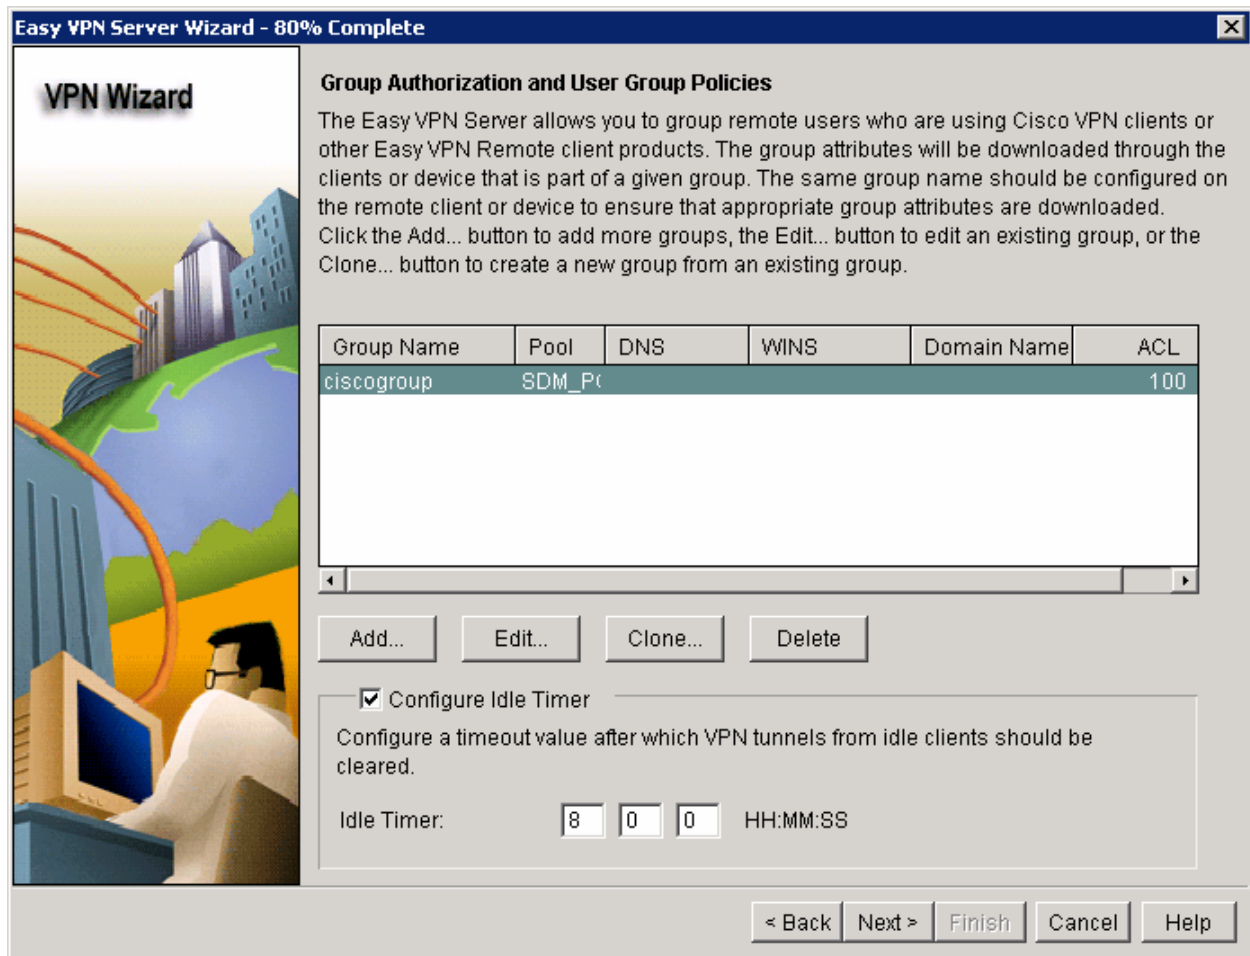 Easy VPN Server Wizard - 80% Complete
VPN Wizard
Group Authorization and User Group Policies
The Easy VPN Server allows you to group remote users who are using Cisco VPN clients or
other Easy VPN Remote client products. The group attributes will be downloaded through the
clients or device that is part of a given group. The same group name should be configured on
the remote client or device to ensure that appropriate group attributes are downloaded.
Click the Add... button to add more groups, the Edit... button to edit an existing group, or the
Clone... button to create a new group from an existing group.
Group Name Pool DNS WINS Domain Name ACL
ciscogroup SDM_P( 100
Add... Edit... Clone... Delete
Configure Idle Timer
Configure a timeout value after which VPN tunnels from idle clients should be
cleared.
Idle Timer: 8 0 0 HH:MM:SS
< Back Next > Finish Cancel Help